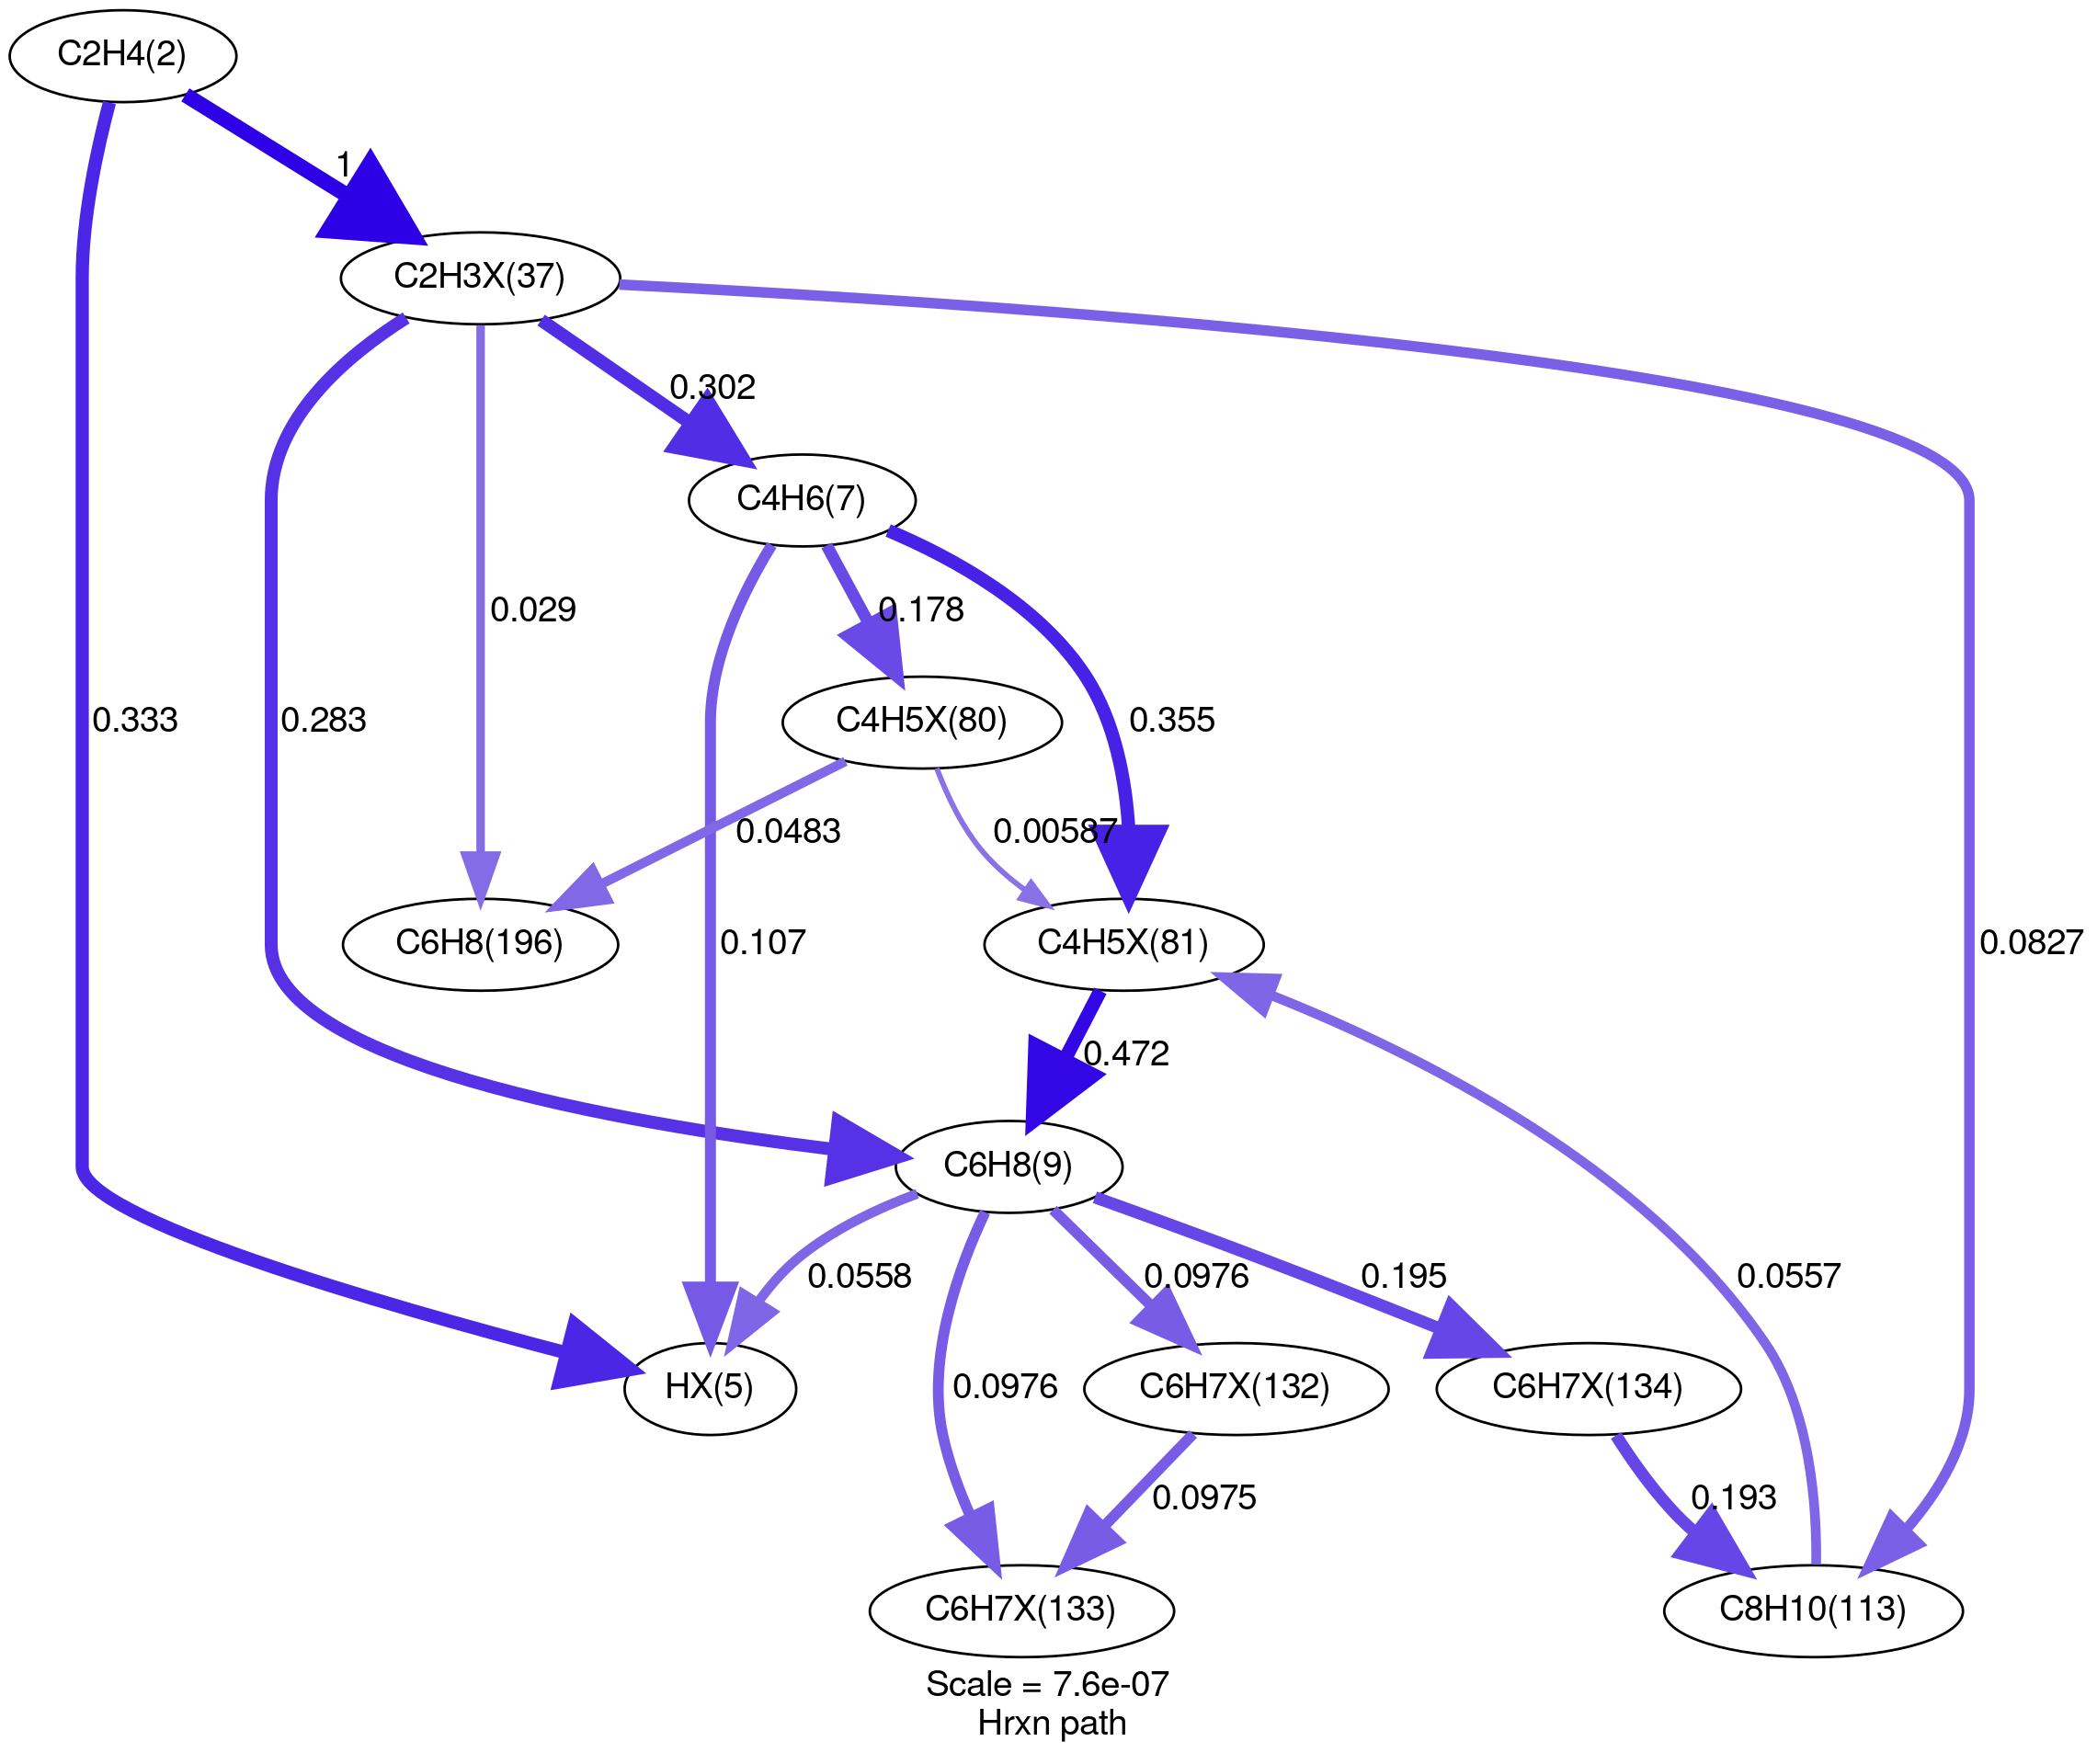 C2H4(2)
1
C2H3X(37)
0.302
C4H6(7)
0.029
0.178
0.333
0.283
C4H5X(80)
0.355
0.0483
0.00587
C6H8(196)
0.107
C4H5X(81)
0.0827
0.472
C6H8(9)
0.0558
0.0976
0.195
0.0557
HX(5)
0.0976
C6H7X(132)
C6H7X(134)
0.0975
0.193
C6H7X(133)
C8H10(113)
Scale = 7.6e-07
Hrxn path